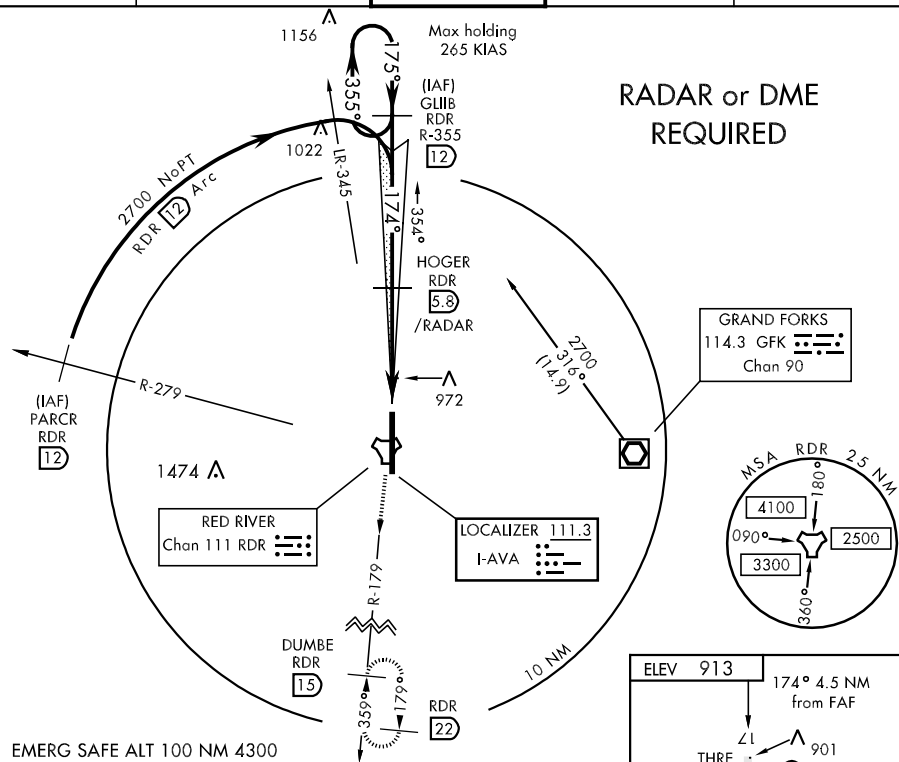 1156
Max holding
265 KIAS
RADAR or DME
REQUIRED
355°
175°
(IAF)
GLIIB
RDR
R-355
12
1022
2700 NoPT
RDR 12 Arc
LR-345
174°
354°
HOGER
RDR
5.8
/RADAR
2700
316°
(14.9)
GRAND FORKS
114.3 GFK
Chan 90
R-279
(IAF)
PARCR
RDR
12
972
1474
RED RIVER
Chan 111 RDR
LOCALIZER 111.3
I-AVA
MSA RDR 25 NM
180°
4100
090°
2500
3300
360°
R-179
DUMBE
RDR
15
359°
179°
RDR
22
10 NM
ELEV 913
174° 4.5 NM
from FAF
17
901
THRE
EMERG SAFE ALT 100 NM 4300